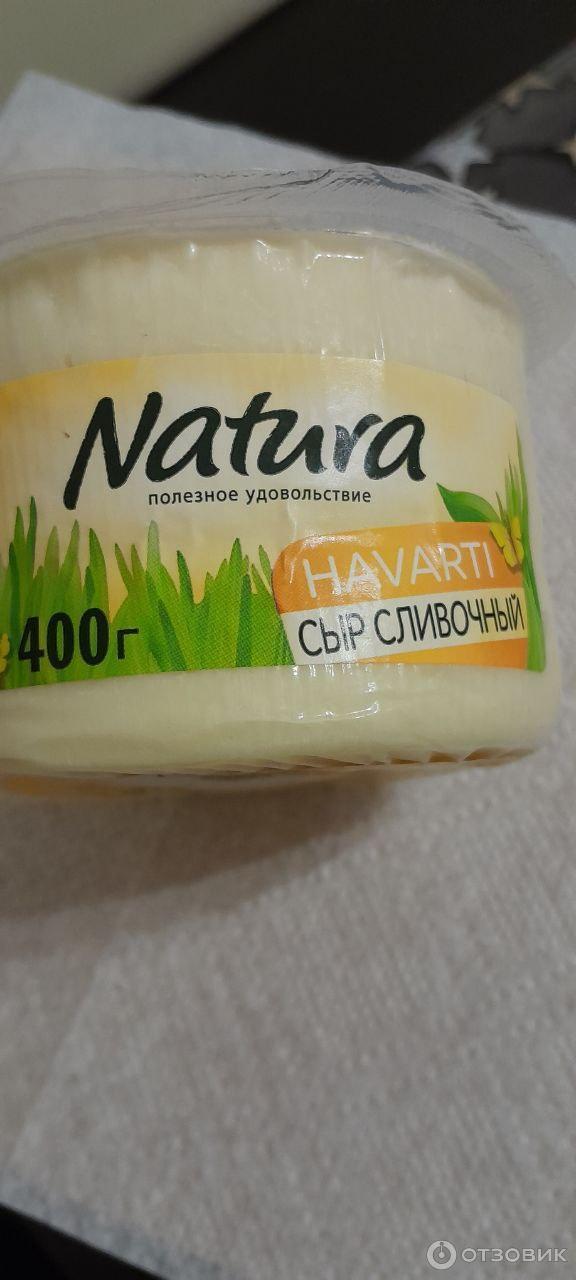 Natura
полезное удовольствие
HAVARTI
СЫР СЛИВОЧНЫЙ
400 г
ОТЗОВИК